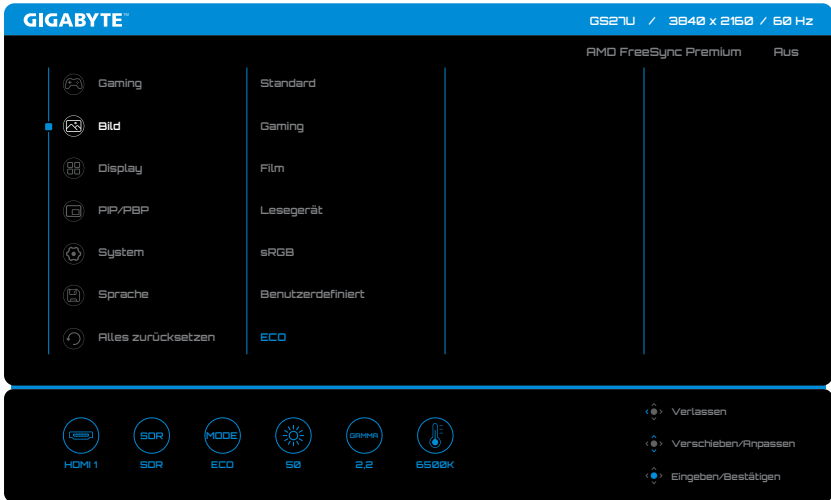 GIGABYTE™
GS27U / 3840 x 2160 / 60 Hz
AMD FreeSync Premium Aus
Gaming
Bild
Display
PIP/PBP
System
Sprache
Alles zurücksetzen
Standard
Gaming
Film
Lesegerät
sRGB
Benutzerdefiniert
ECO
SDR
MODE
GAMMA
HDMI 1
SDR
ECO
50
2,2
6500K
Verlassen
Verschieben/Anpassen
Eingeben/Bestätigen